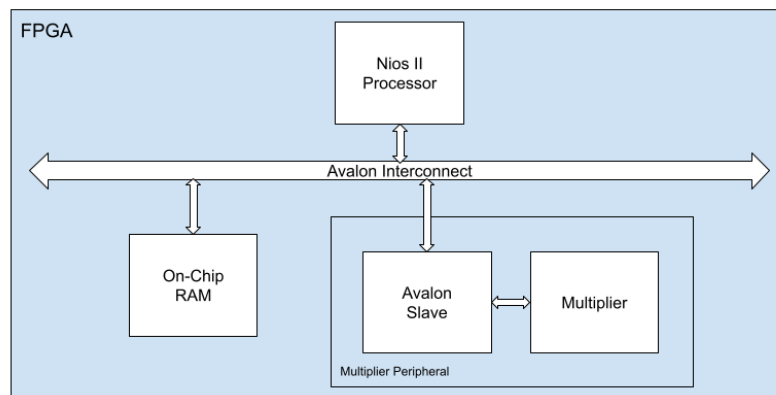 FPGA
Nios II
Processor
Avalon Interconnect
On-Chip
RAM
Avalon
Slave
Multiplier
Multiplier Peripheral